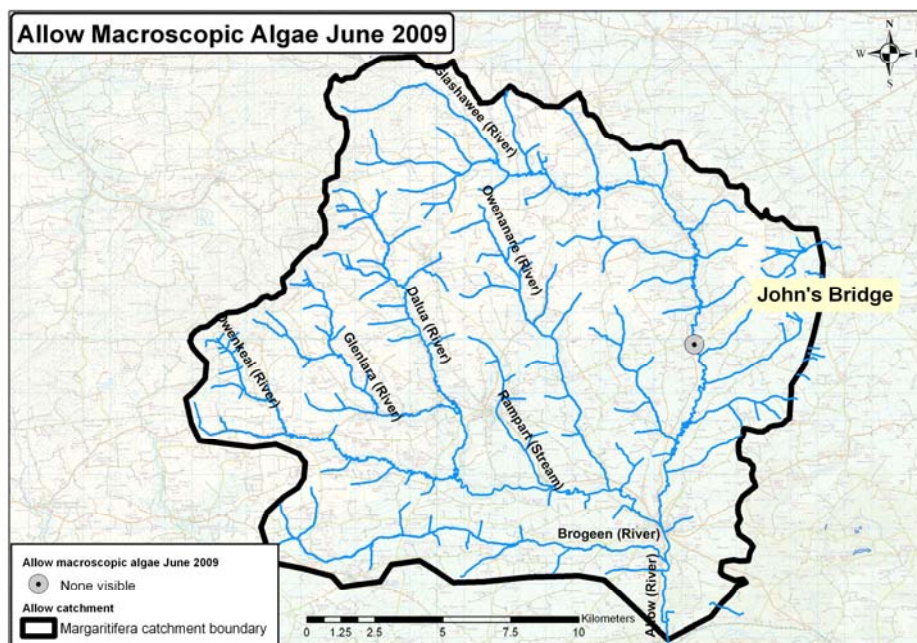 Allow Macroscopic Algae June 2009
N
W
S
Glashawee (River)
Owenanare (River)
John's Bridge
Dalua (River)
Owenkeai (River)
Glenlara (River)
Rampart (Stream)
Brogeen (River)
Allow (River)
Allow macroscopic algae June 2009
None visible
Allow catchment
Margaritifera catchment boundary
Kilometers
0 1.25 2.5 5 7.5 10